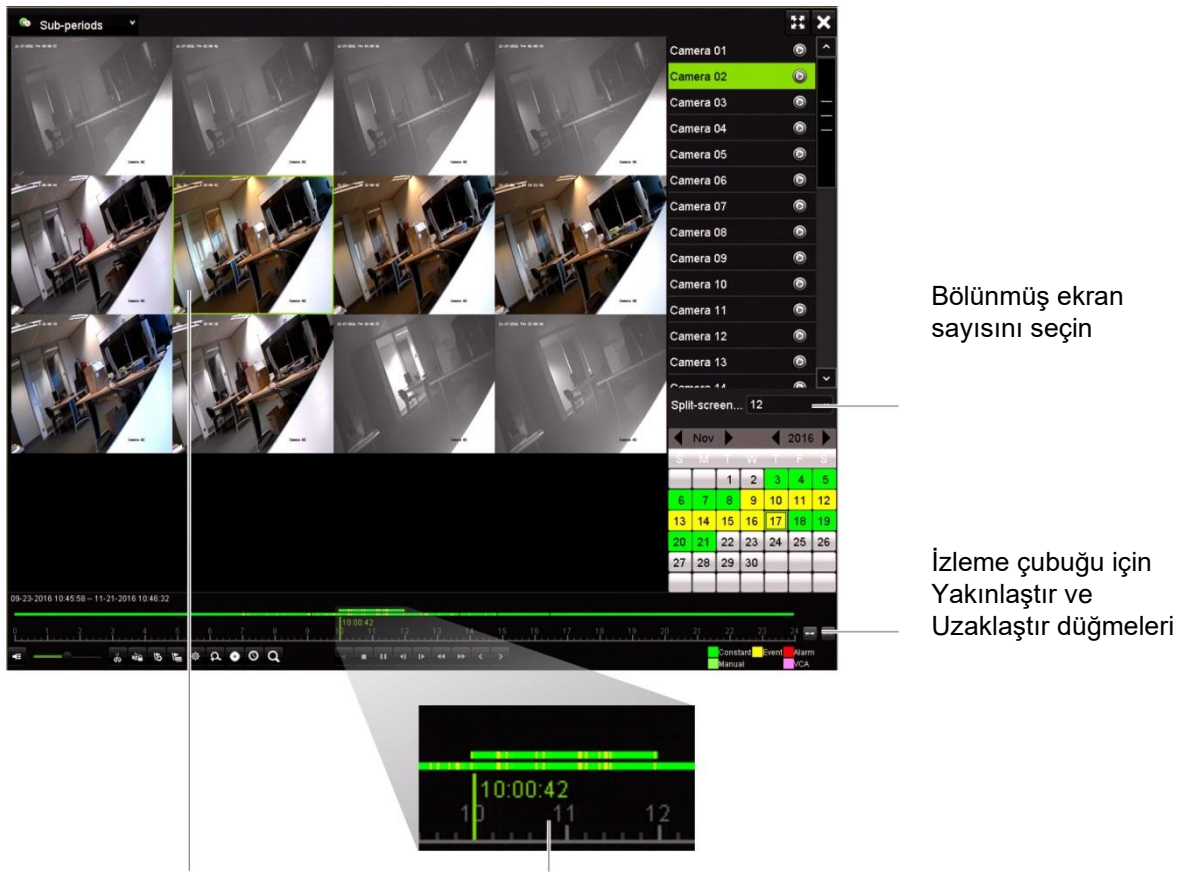 Sub-periods
Camera 01
Camera 02
Camera 03
Camera 04
Camera 05
Camera 06
Camera 07
Camera 08
Camera 09
Camera 10
Camera 11
Camera 12
Camera 13
Split-screen... 12
Bölünmüş ekran
sayısını seçin
Nov 2016
S M T W T F S
1 2 3 4 5
6 7 8 9 10 11 12
13 14 15 16 17 18 19
20 21 22 23 24 25 26
27 28 29 30
İzleme çubuğu için
Yakınlaştır ve
Uzaklaştır düğmeleri
09-23-2016 10:45:58 -- 11-21-2016 10:46:32
10:00:42
0 1 2 3 4 5 6 7 8 9 10 11 12 13 14 15 16 17 18 19 20 21 22 23 24
Constant Event Alarm
Manual VCA
10:00:42
10 11 12